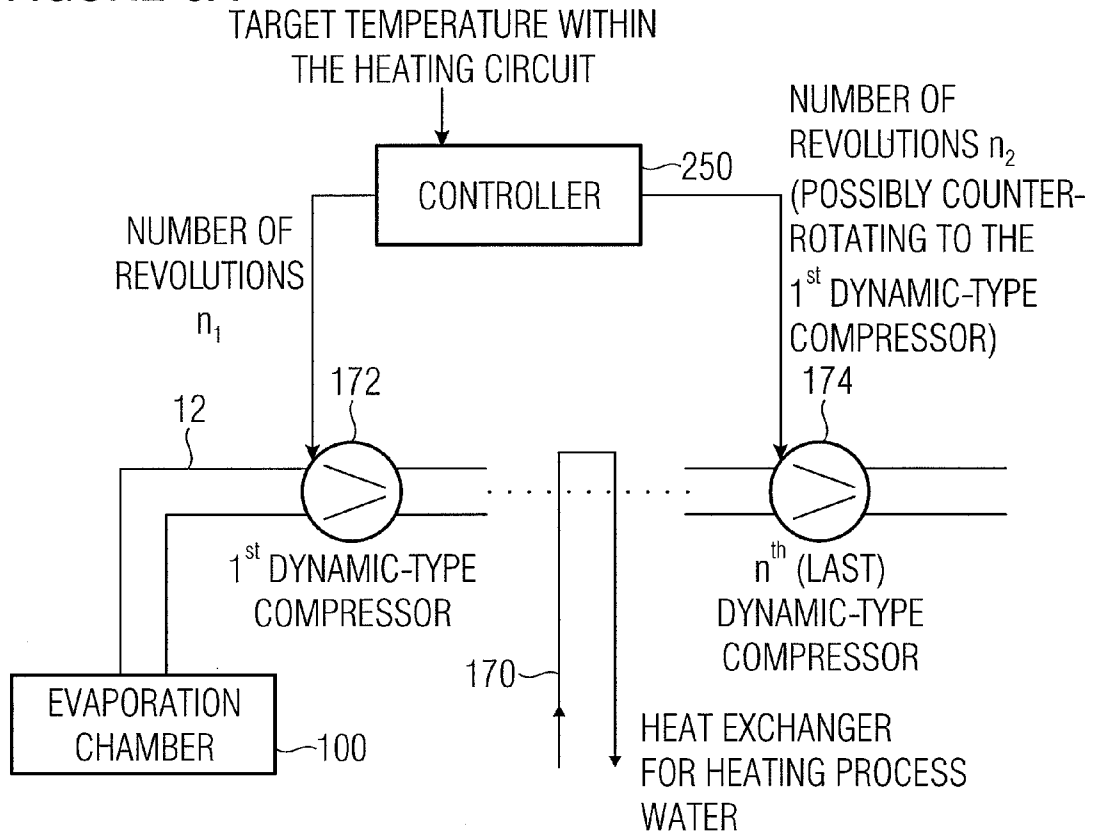 TARGET TEMPERATURE WITHIN
THE HEATING CIRCUIT
CONTROLLER
250
NUMBER OF
REVOLUTIONS n₂
(POSSIBLY COUNTER-
ROTATING TO THE
1st DYNAMIC-TYPE
COMPRESSOR)
NUMBER OF
REVOLUTIONS
n₁
12
172
174
1st DYNAMIC-TYPE
COMPRESSOR
nth (LAST)
DYNAMIC-TYPE
COMPRESSOR
170
EVAPORATION
CHAMBER
100
HEAT EXCHANGER
FOR HEATING PROCESS
WATER